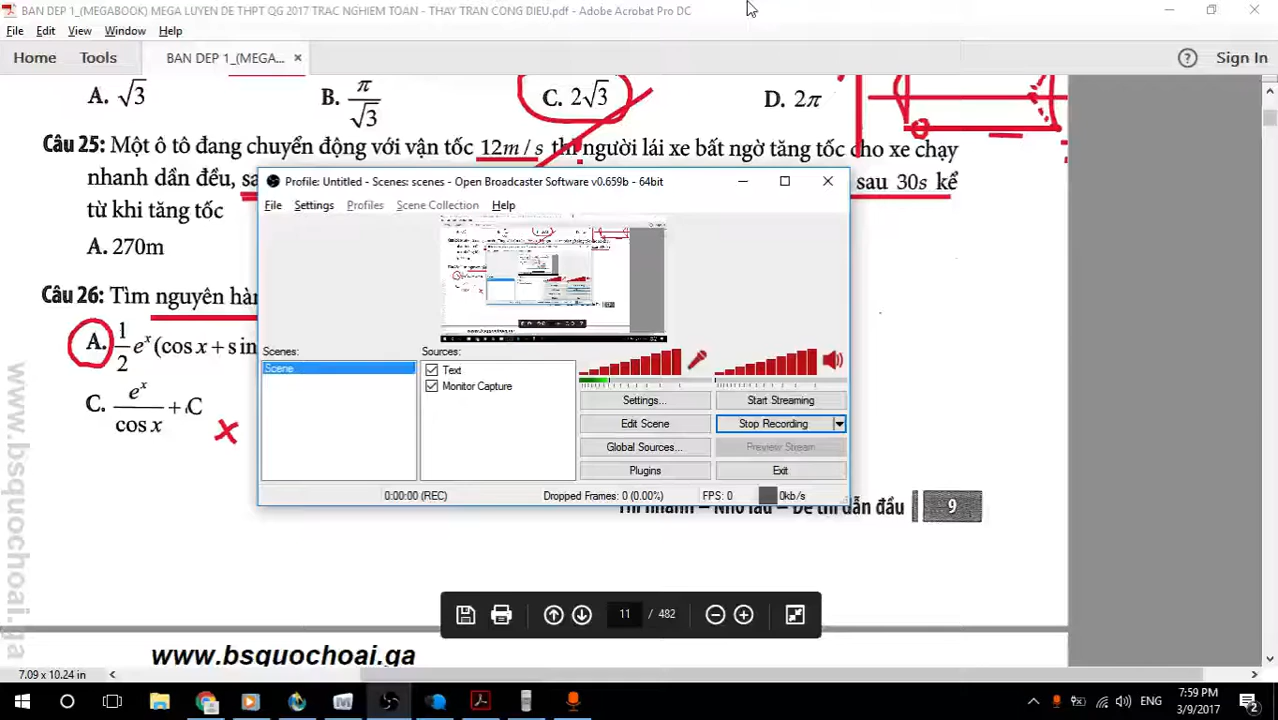 BAN DEP 1_(MEGABOOK) MEGA LUYEN DE THPT QG 2017 TRAC NGHIEM TOAN - THAY TRAN CONG DIEU.pdf - Adobe Acrobat Pro DC
File Edit View Window Help
Home Tools BAN DEP 1_(MEGA... × Sign In
A. √3 B. π/√3 C. 2√3 D. 2π
Câu 25: Một ô tô đang chuyển động với vận tốc 12m / s thì người lái xe bất ngờ tăng tốc cho xe chạy
nhanh dần đều, sau 30s kể
từ khi tăng tốc
A. 270m
Câu 26: Tìm nguyên hàm
A. 1/2 e^x (cos x + sin
C. e^x/cos x + C
Profile: Untitled - Scenes: scenes - Open Broadcaster Software v0.659b - 64bit
File Settings Profiles Scene Collection Help
Scenes: Sources:
Scene
Text
Monitor Capture
Settings... Start Streaming
Edit Scene Stop Recording
Global Sources... Preview Stream
Plugins Exit
0:00:00 (REC) Dropped Frames: 0 (0.00%) FPS: 0 0kb/s
Thi nhanh – Nhớ lâu – Đề thi dẫn đầu 9
11 / 482
www.bsquochoai.ga
www.bsquochoai.ga
7.09 x 10.24 in
ENG
7:59 PM
3/9/2017
2